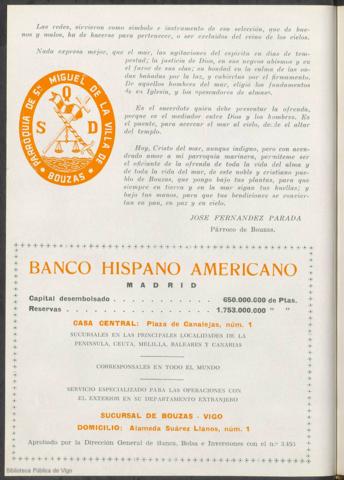 Las redes, sirvieron como símbolo e instrumento de esa selección, que de bue-
nos y malos, ha de hacerse para pertenecer, o ser excluidos del reino de los cielos.
Nada expresa mejor, que el mar, las agitaciones del espíritu en días de tem-
pestad; la justicia de Dios, en sus negros abismos y en
el furor de sus olas; su bondad en la calma de las on-
das bañadas por la luz, y cubiertas por el firmamento.
De aquellos hombres del mar, eligió los fundamentos
de su Iglesia, y los «pescadores de almas».
Es el sacerdote quien debe presentar la ofrenda,
porque es el mediador entre Dios y los hombres. Es
el puente, para acercar el mar al cielo, desde el altar
del templo.
Hoy, Cristo del mar, aunque indigno, pero con acen-
drado amor a mi parroquia marinera, permíteme ser
el oficiante de la ofrenda de toda la vida del alma y
de toda la vida del mar, de este noble y cristiano pue-
blo de Bouzas, que pongo bajo tus plantas, para que
siempre en tierra y en la mar sigan tus huellas; y
bajo tus manos, para que tus bendiciones se convier-
tan en pan, en paz y en cielo.
JOSE FERNANDEZ PARADA
Párroco de Bouzas.
PARROQUIA DE Sn MIGUEL DE LA VILLA DE
BOUZAS
Q
S D
BANCO HISPANO AMERICANO
MADRID
Capital desembolsado . . . . . . . . . . 650.000.000 de Ptas.
Reservas . . . . . . . . . . . . . . 1.753.000.000 " "
CASA CENTRAL: Plaza de Canalejas, núm. 1
SUCURSALES EN LAS PRINCIPALES LOCALIDADES DE LA
PENINSULA, CEUTA, MELILLA, BALEARES Y CANARIAS
CORRESPONSALES EN TODO EL MUNDO
SERVICIO ESPECIALIZADO PARA LAS OPERACIONES CON
EL EXTERIOR EN SU DEPARTAMENTO EXTRANJERO
SUCURSAL DE BOUZAS - VIGO
DOMICILIO: Alameda Suárez Llanos, núm. 1
Aprobado por la Dirección General de Banca, Bolsa e Inversiones con el n.º 3.495
Biblioteca Pública de Vigo